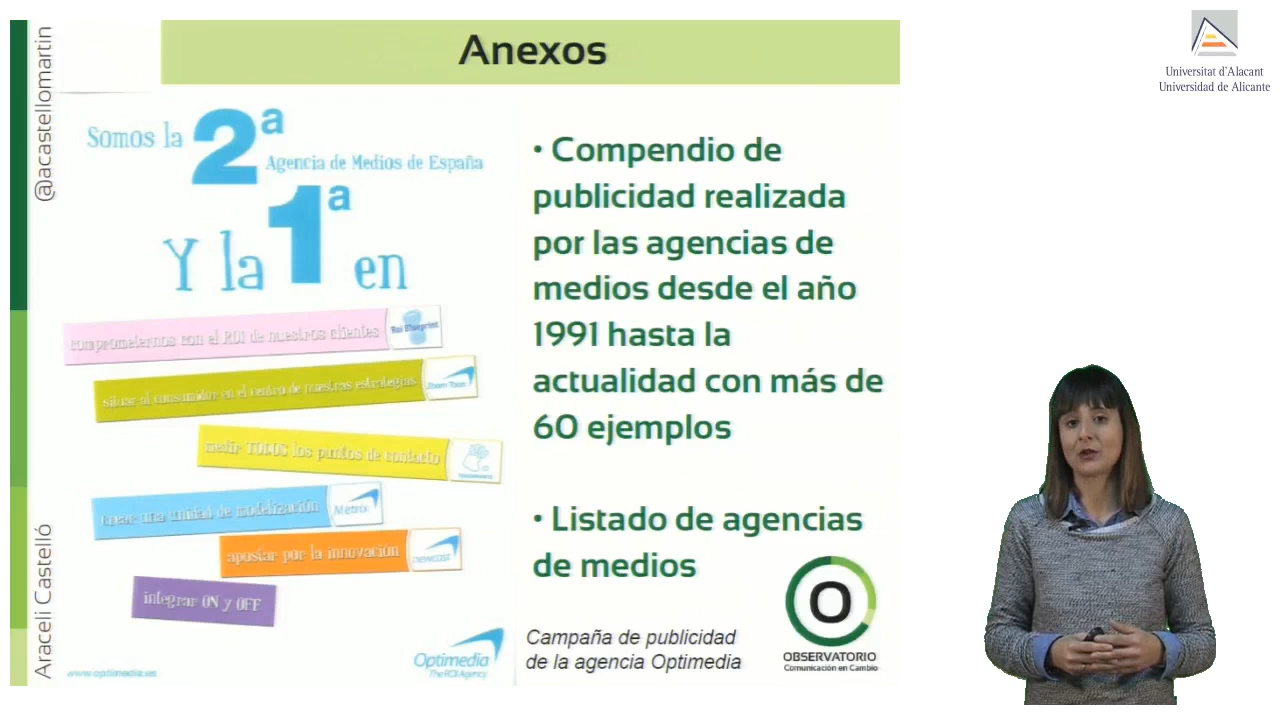 Anexos
@acastellomartin
Araceli Castelló
Somos la 2ª
Agencia de Medios de España
Y la 1ª en
comprometernos con el ROI de nuestros clientes
Roi Blueprint
situar al consumidor en el centro de nuestras estrategias
medir TODOS los puntos de contacto
crear una unidad de modelización
Metrix
apostar por la innovación
newcast
integrar ON y OFF
www.optimedia.es
Optimedia
The ROI Agency
• Compendio de
publicidad realizada
por las agencias de
medios desde el año
1991 hasta la
actualidad con más de
60 ejemplos
• Listado de agencias
de medios
Campaña de publicidad
de la agencia Optimedia
O
OBSERVATORIO
Comunicación en Cambio
Universitat d'Alacant
Universidad de Alicante